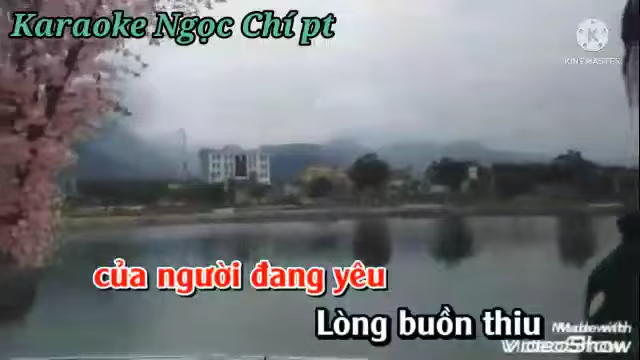 Karaoke Ngọc Chí pt
KINEMASTER
của người đang yêu
Lòng buồn thiu
Made with
VideoShow